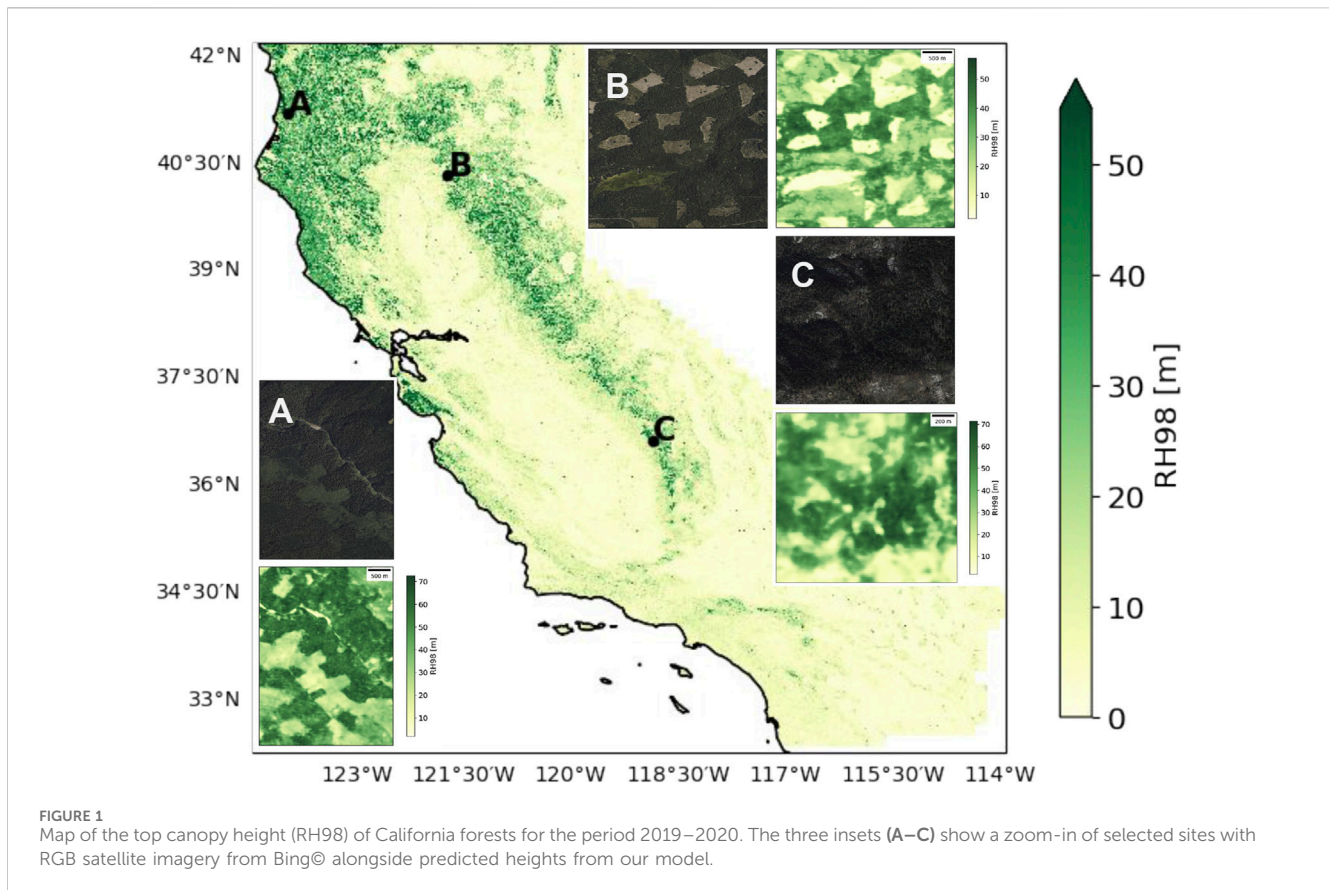 42°N
40°30′N
39°N
37°30′N
36°N
34°30′N
33°N
123°W 121°30′W 120°W 118°30′W 117°W 115°30′W 114°W
A
B
C
B
500 m
50
40
30
20
10
RH98 [m]
C
200 m
70
60
50
40
30
20
10
RH98 [m]
A
500 m
70
60
50
40
30
20
10
RH98 [m]
50
40
30
20
10
0
RH98 [m]
FIGURE 1
Map of the top canopy height (RH98) of California forests for the period 2019–2020. The three insets (A–C) show a zoom-in of selected sites with
RGB satellite imagery from Bing© alongside predicted heights from our model.